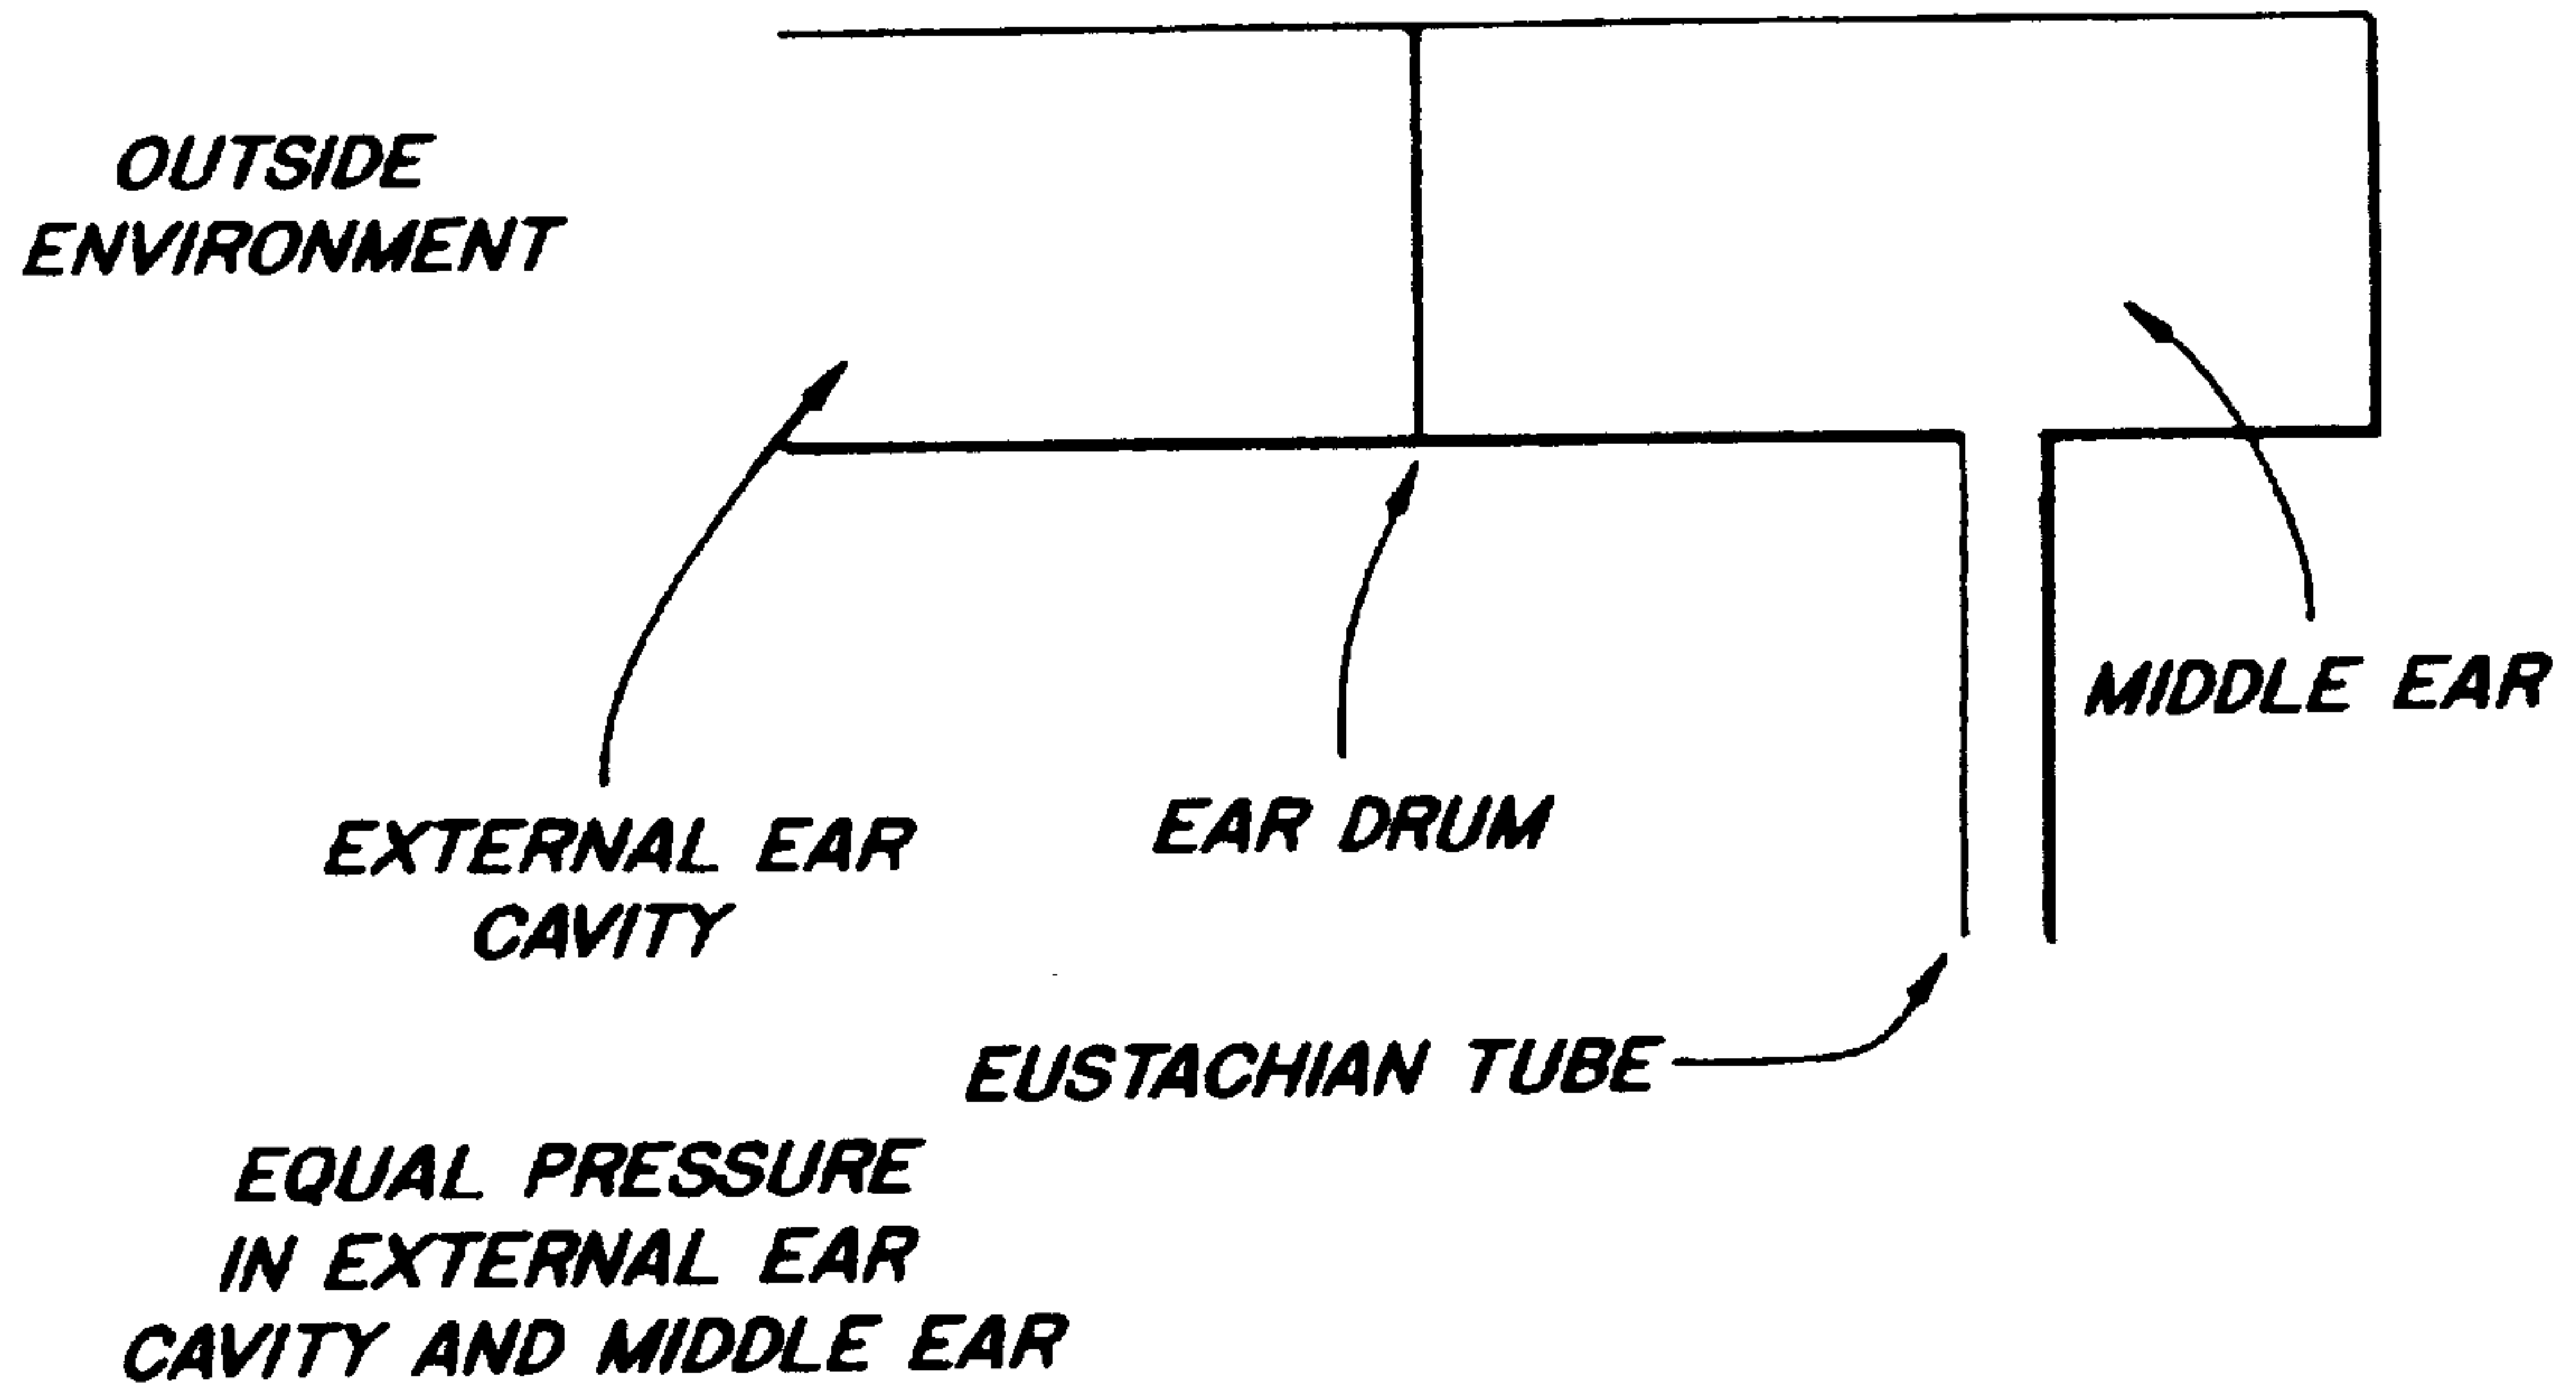 OUTSIDE
ENVIRONMENT
MIDDLE EAR
EAR DRUM
EXTERNAL EAR
CAVITY
EUSTACHIAN TUBE
EQUAL PRESSURE
IN EXTERNAL EAR
CAVITY AND MIDDLE EAR